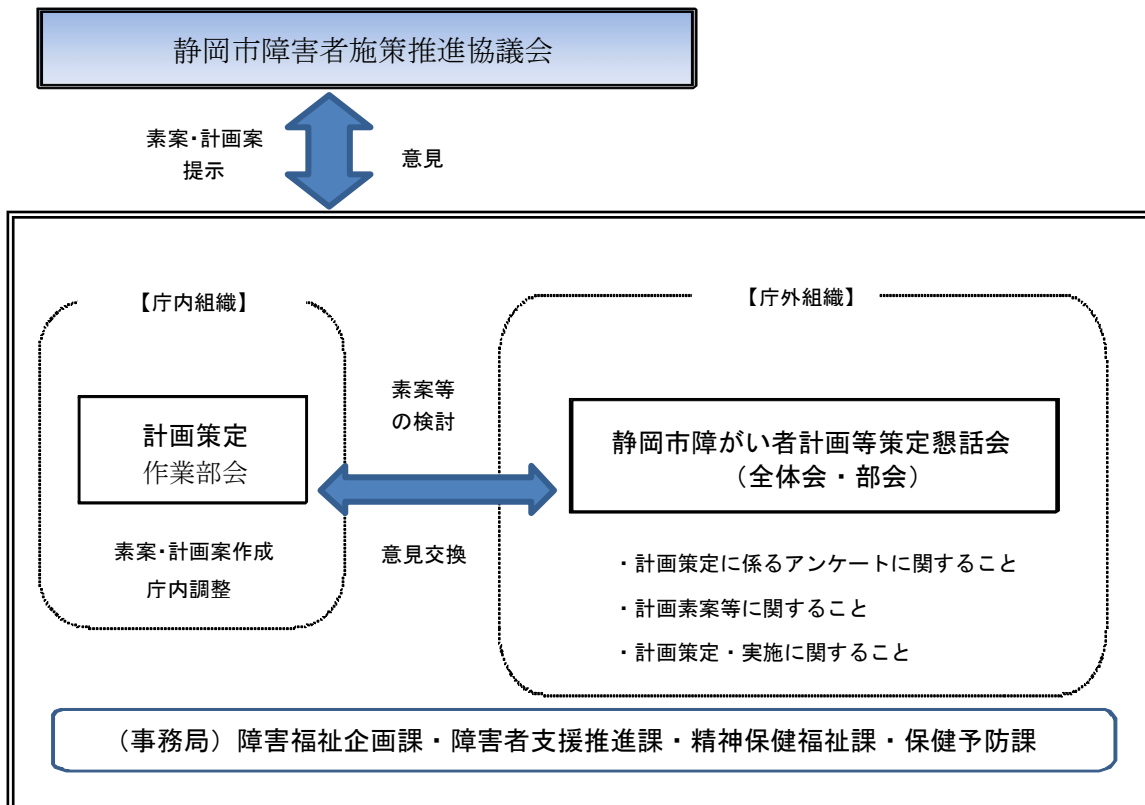 静岡市障害者施策推進協議会
素案・計画案
提示
意見
【庁内組織】
計画策定
作業部会
素案・計画案作成
庁内調整
素案等
の検討
意見交換
【庁外組織】
静岡市障がい者計画等策定懇話会
（全体会・部会）
・計画策定に係るアンケートに関すること
・計画素案等に関すること
・計画策定・実施に関すること
（事務局）障害福祉企画課・障害者支援推進課・精神保健福祉課・保健予防課